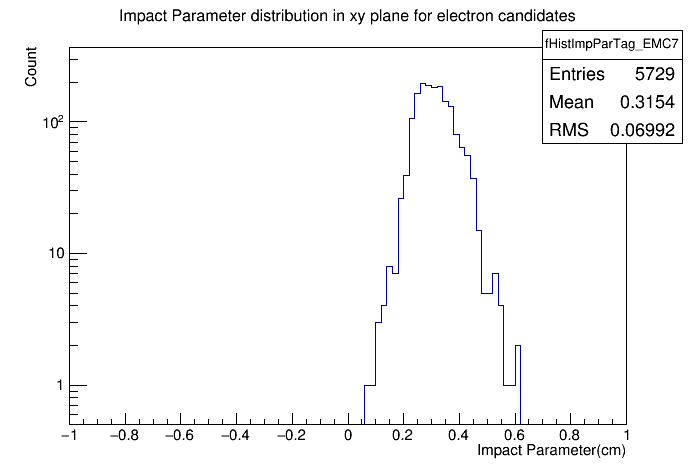 Impact Parameter distribution in xy plane for electron candidates
fHistImpParTag_EMC7
Entries 5729
Mean 0.3154
RMS 0.06992
Count
10²
10
1
−1 −0.8 −0.6 −0.4 −0.2 0 0.2 0.4 0.6 0.8 1
Impact Parameter(cm)